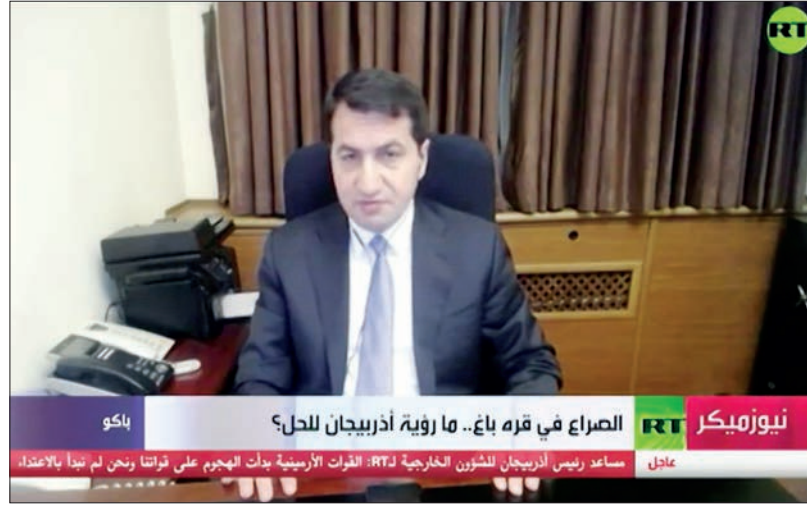 RT
نيوزميكر RT الصراع في قره باغ.. ما رؤية أذربيجان للحل؟ باكو
عاجل مساعد رئيس أذربيجان للشؤون الخارجية لـRT: القوات الأرمينية بدأت الهجوم على قواتنا ونحن لم نبدأ بالاعتداء